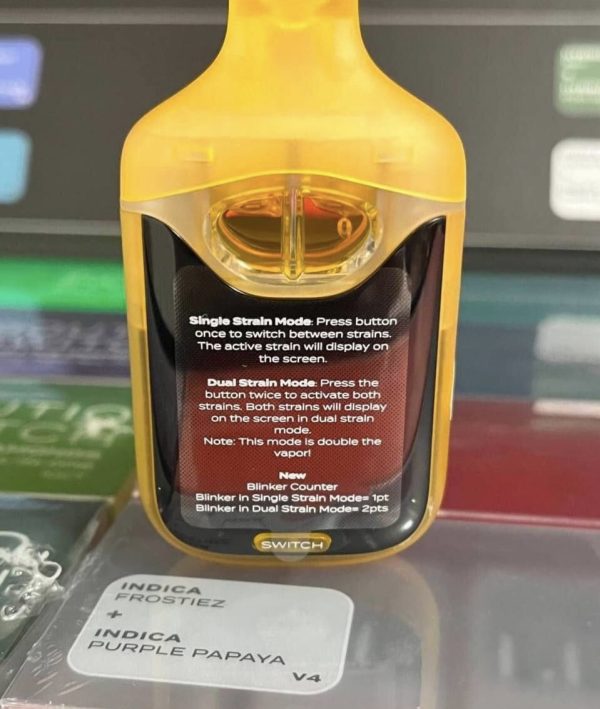 Single Strain Mode: Press button
once to switch between strains.
The active strain will display on
the screen.
Dual Strain Mode: Press the
button twice to activate both
strains. Both strains will display
on the screen in dual strain
mode.
Note: This mode is double the
vapor!
New
Blinker Counter
Blinker in Single Strain Mode= 1pt
Blinker in Dual Strain Mode= 2pts
SWITCH
INDICA
FROSTIEZ
+
INDICA
PURPLE PAPAYA
V4